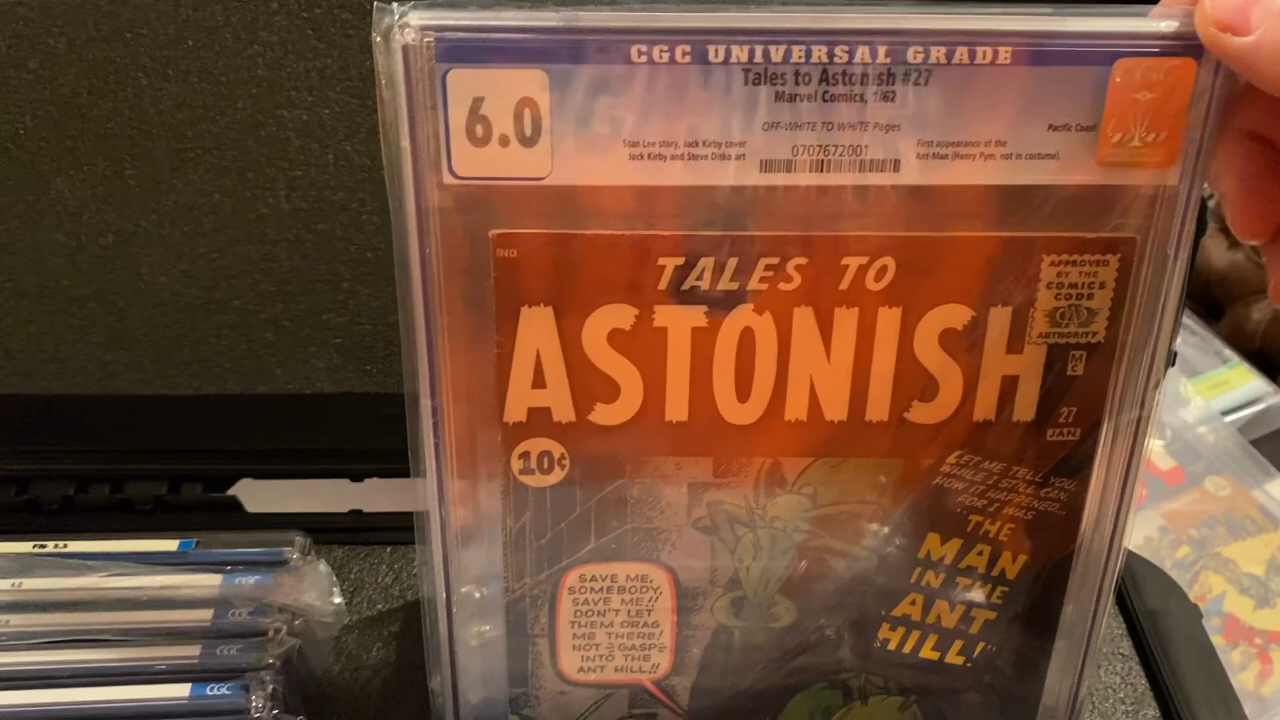 CGC UNIVERSAL GRADE
6.0
Tales to Astonish #27
Marvel Comics, 1/62
OFF-WHITE TO WHITE Pages
Pacific Coast
Stan Lee story, Jack Kirby cover
Jack Kirby and Steve Ditko art
0707672001
First appearance of the
Ant-Man (Henry Pym, not in costume).
IND.
TALES TO
ASTONISH
APPROVED
BY THE
COMICS
CODE
CA
AUTHORITY
MC
27
JAN.
10¢
LET ME TELL YOU,
WHILE I STILL CAN,
HOW IT HAPPENED...
FOR I WAS
..THE
MAN
IN THE
ANT
HILL!"
SAVE ME,
SOMEBODY,
SAVE ME!!
DON'T LET
THEM DRAG
ME THERE!
NOT -GASP-
INTO THE
ANT HILL!!
CGC
CGC
CGC
CGC